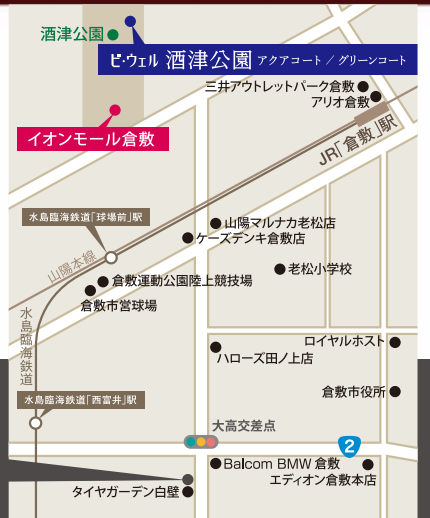 酒津公園
ビ・ウェル 酒津公園 アクアコート / グリーンコート
三井アウトレットパーク倉敷
アリオ倉敷
イオンモール倉敷
JR「倉敷」駅
水島臨海鉄道「球場前」駅
山陽マルナカ老松店
ケーズデンキ倉敷店
山陽本線
老松小学校
倉敷運動公園陸上競技場
倉敷市営球場
水島臨海鉄道
ロイヤルホスト
ハローズ田ノ上店
倉敷市役所
水島臨海鉄道「西富井」駅
大高交差点
2
Balcom BMW 倉敷
エディオン倉敷本店
タイヤガーデン白壁